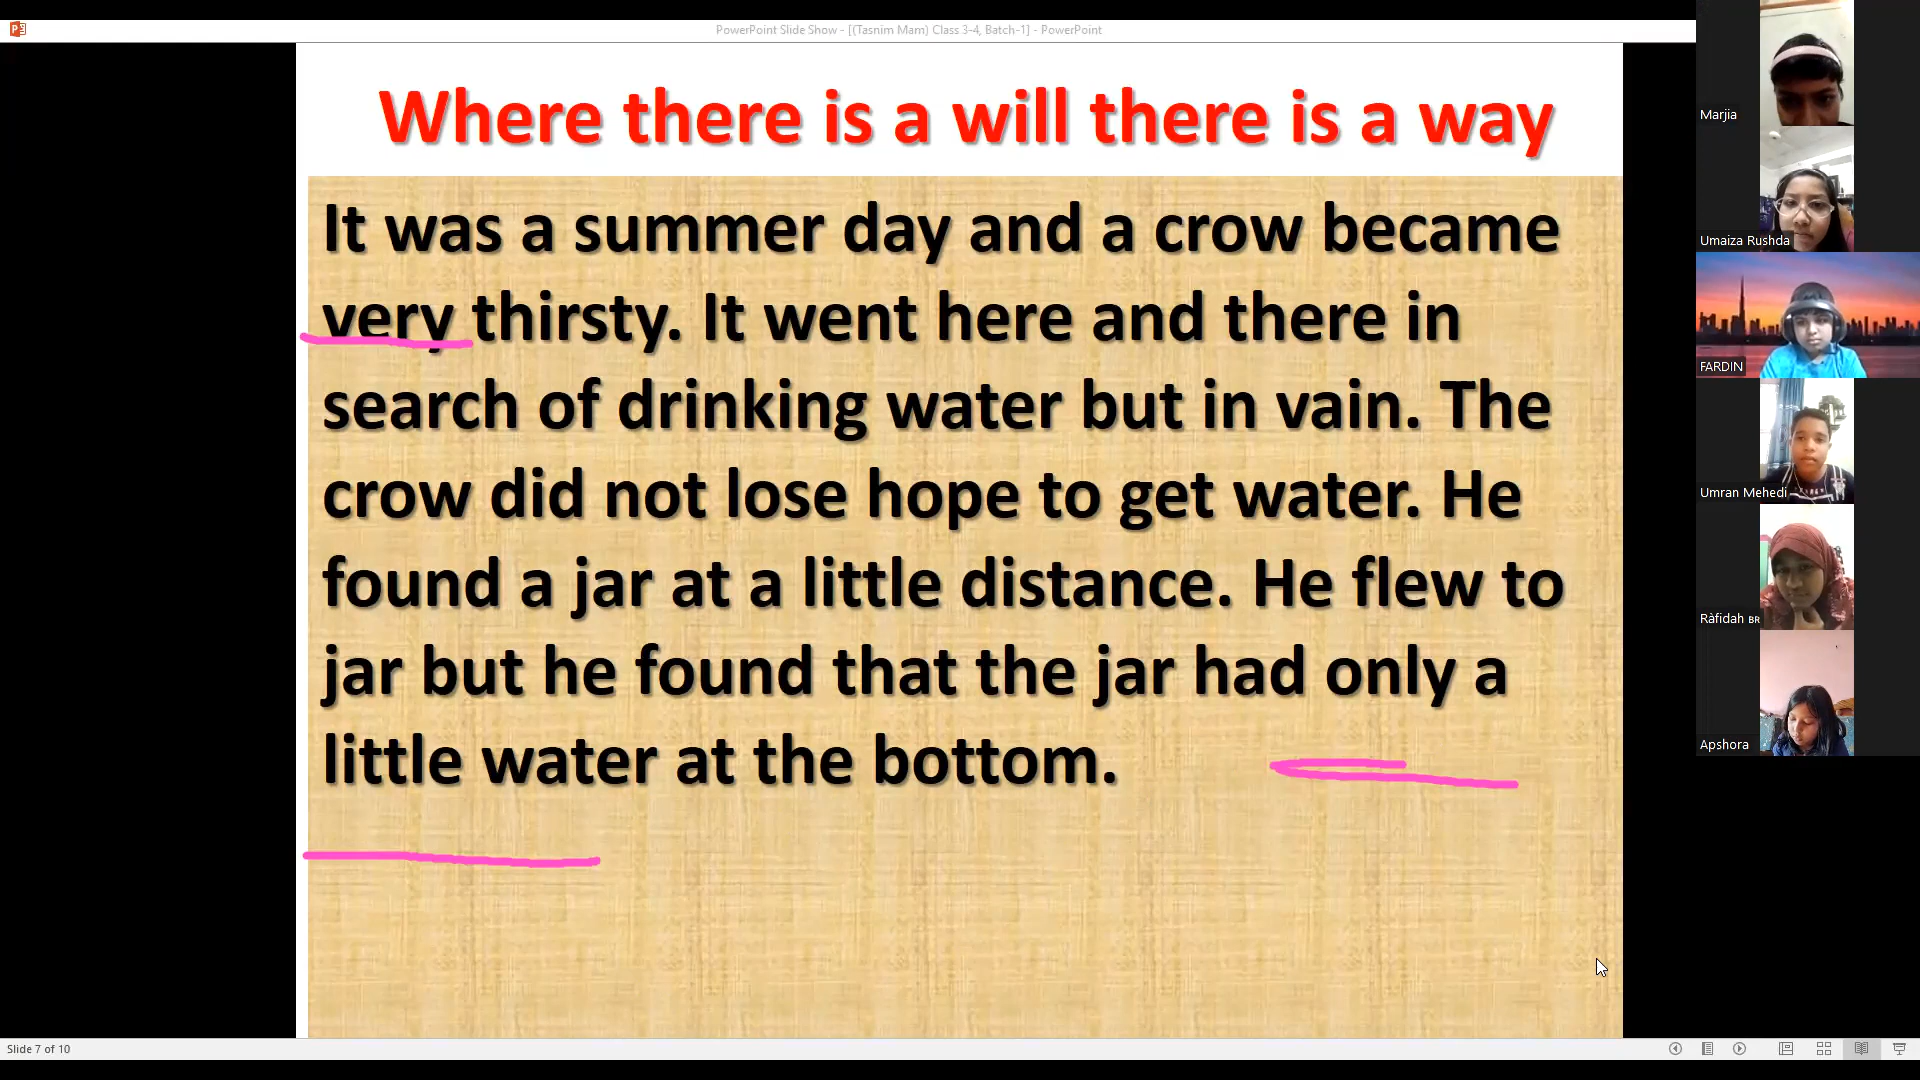 PowerPoint Slide Show - [(Tasnim Mam) Class 3-4, Batch-1] - PowerPoint
Where there is a will there is a way
It was a summer day and a crow became
very thirsty. It went here and there in
search of drinking water but in vain. The
crow did not lose hope to get water. He
found a jar at a little distance. He flew to
jar but he found that the jar had only a
little water at the bottom.
Marjia
Umaiza Rushda
FARDIN
Umran Mehedi
Ràfidah ʙʀ
Apshora
Slide 7 of 10